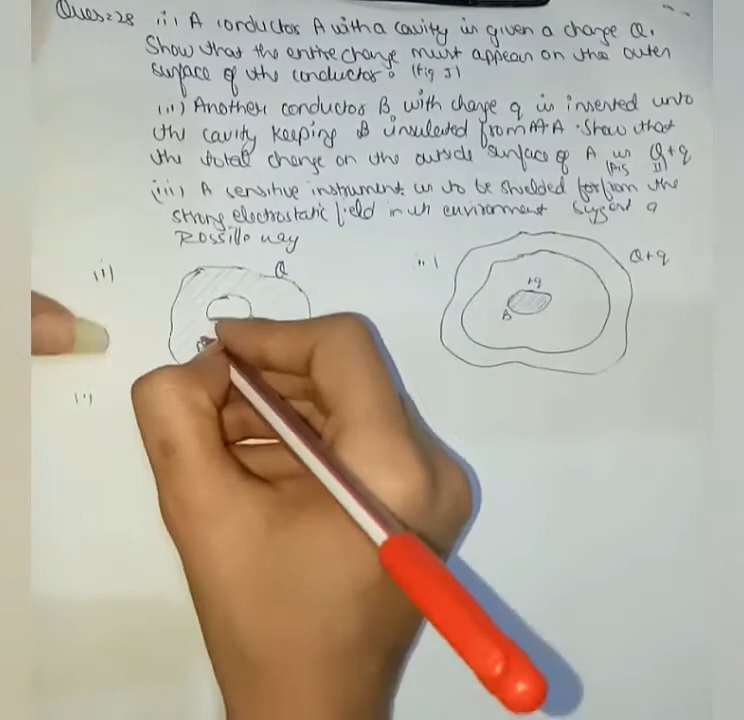 Ques:28 (i) A conductor A with a cavity is given a charge Q.
Show that the entire charge must appear on the outer
surface of the conductor. (fig I)
(ii) Another conductor B with charge q is inserted into
the cavity keeping B insulated from A. Show that
the total charge on the outside surface of A is Q+q
(fig II)
(iii) A sensitive instrument is to be shielded from the
strong electrostatic field in its environment Suggest a
Possible way
(i) Q
ii) Q+q
+q
B
i)